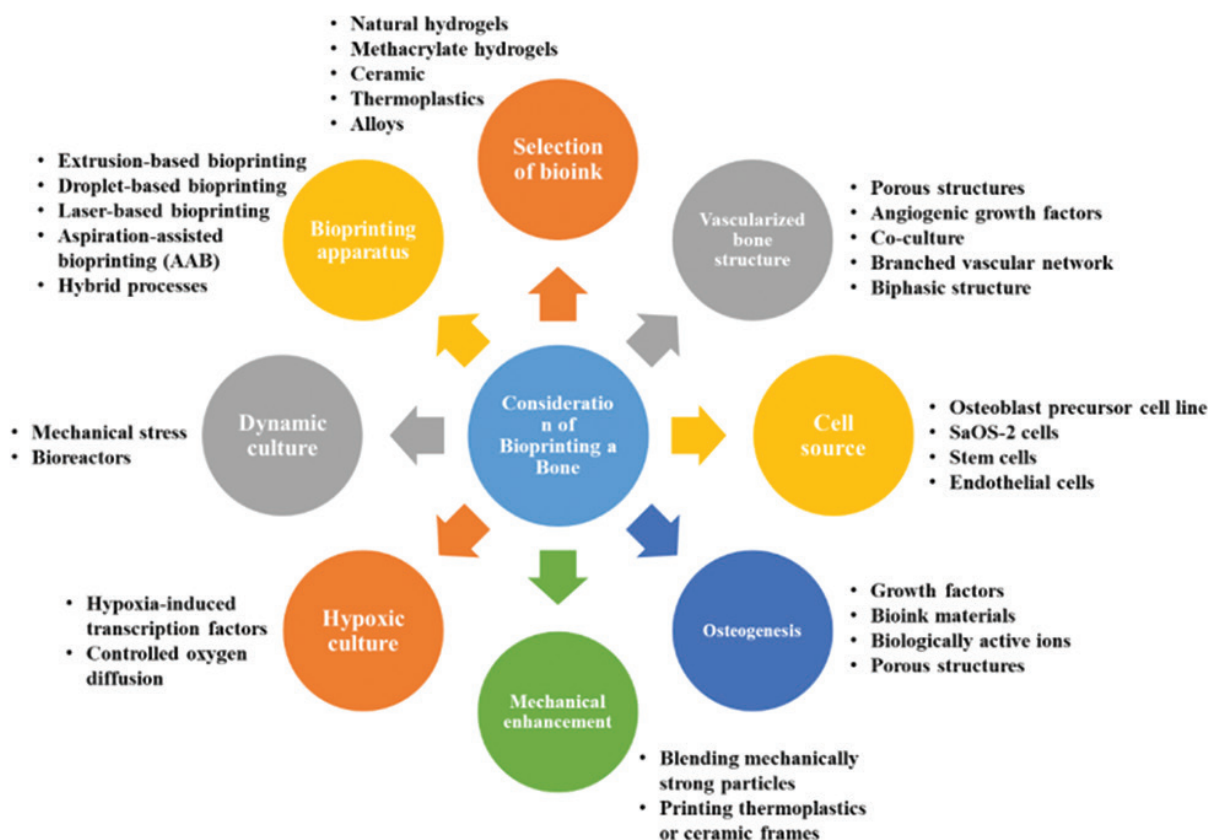 • Natural hydrogels
• Methacrylate hydrogels
• Ceramic
• Thermoplastics
• Alloys
Selection
of bioink
• Extrusion-based bioprinting
• Droplet-based bioprinting
• Laser-based bioprinting
• Aspiration-assisted
bioprinting (AAB)
• Hybrid processes
Bioprinting
apparatus
Vascularized
bone
structure
• Porous structures
• Angiogenic growth factors
• Co-culture
• Branched vascular network
• Biphasic structure
• Mechanical stress
• Bioreactors
Dynamic
culture
Consideratio
n of
Bioprinting a
Bone
Cell
source
• Osteoblast precursor cell line
• SaOS-2 cells
• Stem cells
• Endothelial cells
• Hypoxia-induced
transcription factors
• Controlled oxygen
diffusion
Hypoxic
culture
Osteogenesis
• Growth factors
• Bioink materials
• Biologically active ions
• Porous structures
Mechanical
enhancement
• Blending mechanically
strong particles
• Printing thermoplastics
or ceramic frames